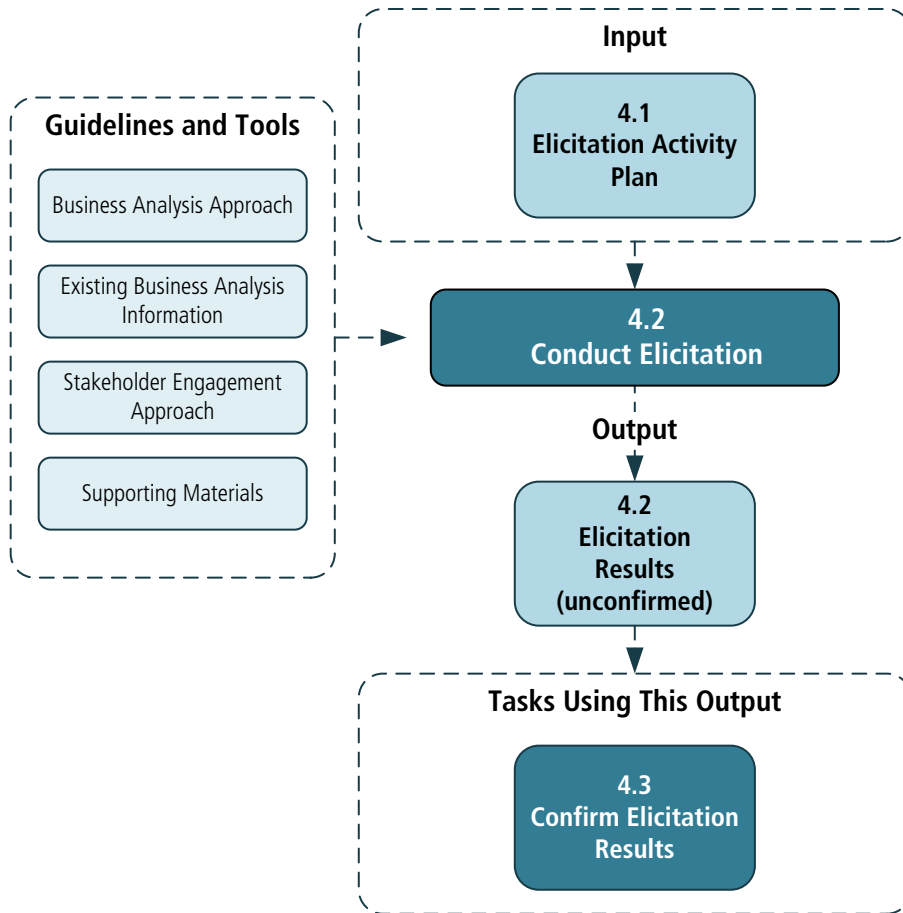 Input
4.1
Elicitation Activity
Plan
Guidelines and Tools
Business Analysis Approach
Existing Business Analysis
Information
Stakeholder Engagement
Approach
Supporting Materials
4.2
Conduct Elicitation
Output
4.2
Elicitation
Results
(unconfirmed)
Tasks Using This Output
4.3
Confirm Elicitation
Results